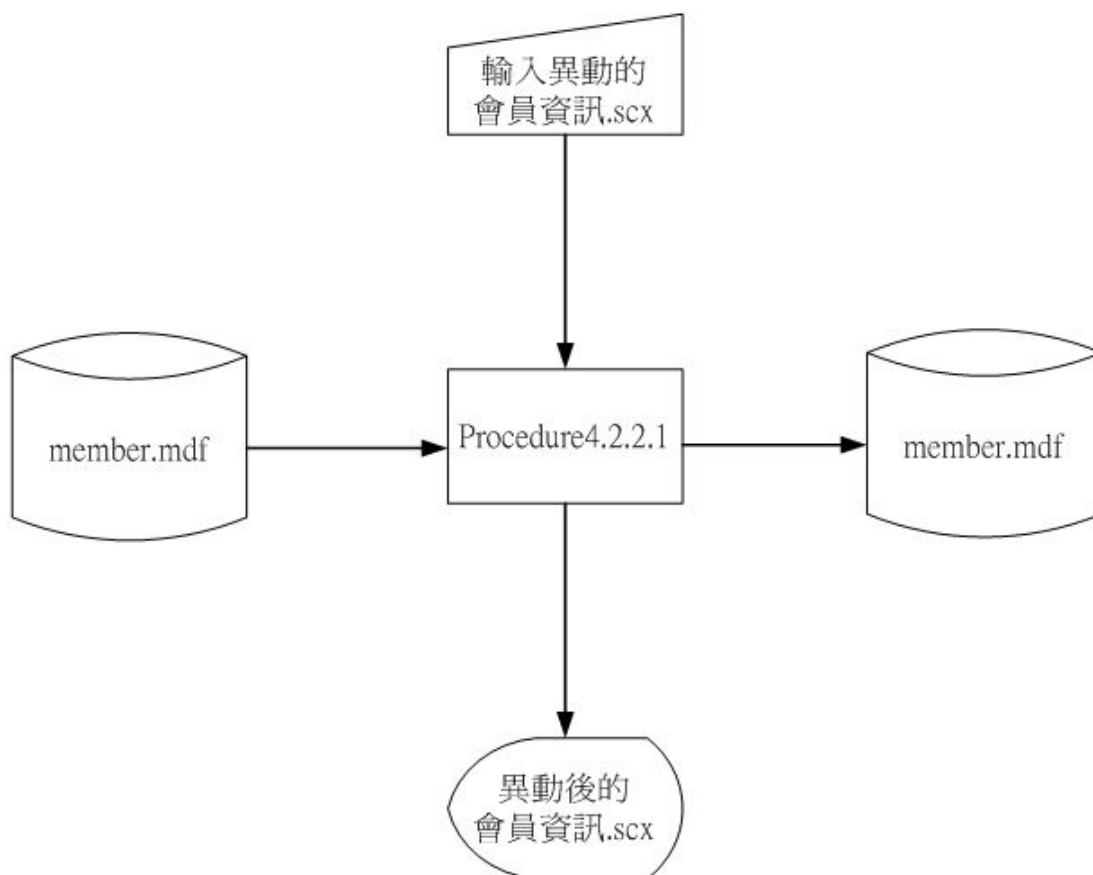 輸入異動的
會員資訊.scx
member.mdf
Procedure4.2.2.1
member.mdf
異動後的
會員資訊.scx